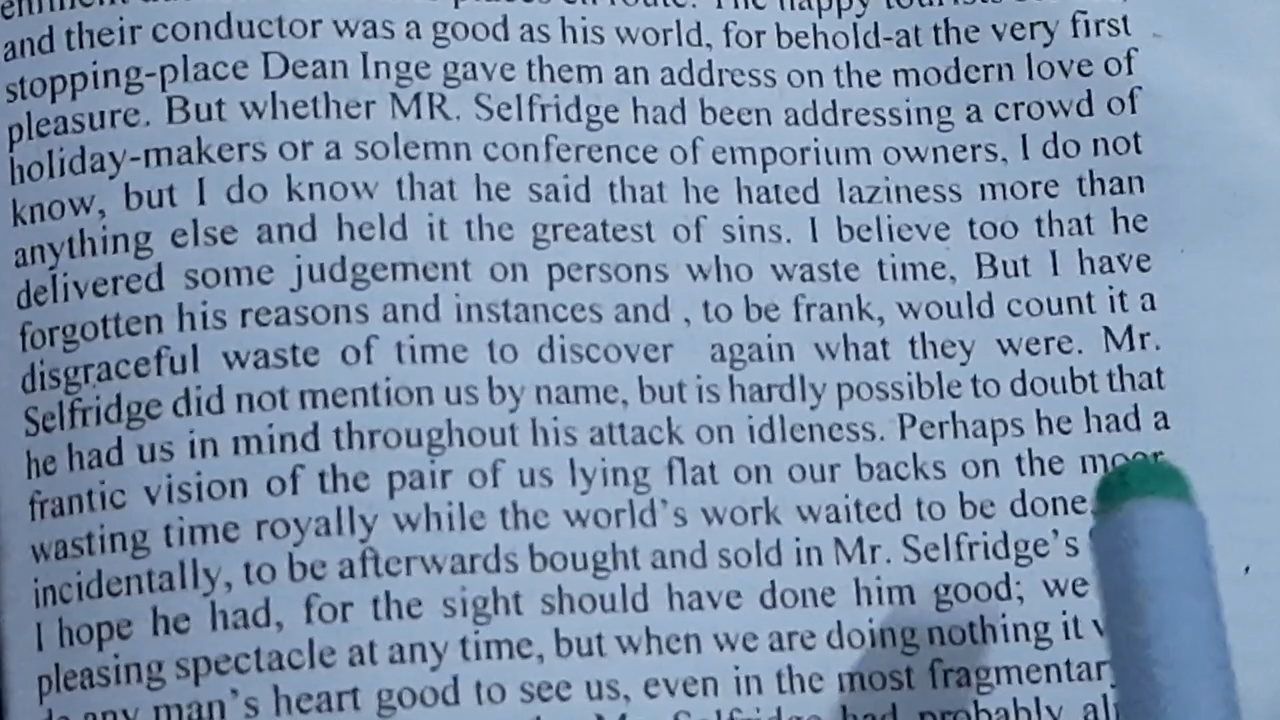 and their conductor was a good as his world, for behold-at the very first
stopping-place Dean Inge gave them an address on the modern love of
pleasure. But whether MR. Selfridge had been addressing a crowd of
holiday-makers or a solemn conference of emporium owners, I do not
know, but I do know that he said that he hated laziness more than
anything else and held it the greatest of sins. I believe too that he
delivered some judgement on persons who waste time, But I have
forgotten his reasons and instances and , to be frank, would count it a
disgraceful waste of time to discover again what they were. Mr.
Selfridge did not mention us by name, but is hardly possible to doubt that
he had us in mind throughout his attack on idleness. Perhaps he had a
frantic vision of the pair of us lying flat on our backs on the moor
wasting time royally while the world's work waited to be done
incidentally, to be afterwards bought and sold in Mr. Selfridge's
I hope he had, for the sight should have done him good; we
pleasing spectacle at any time, but when we are doing nothing it
any man's heart good to see us, even in the most
had probably